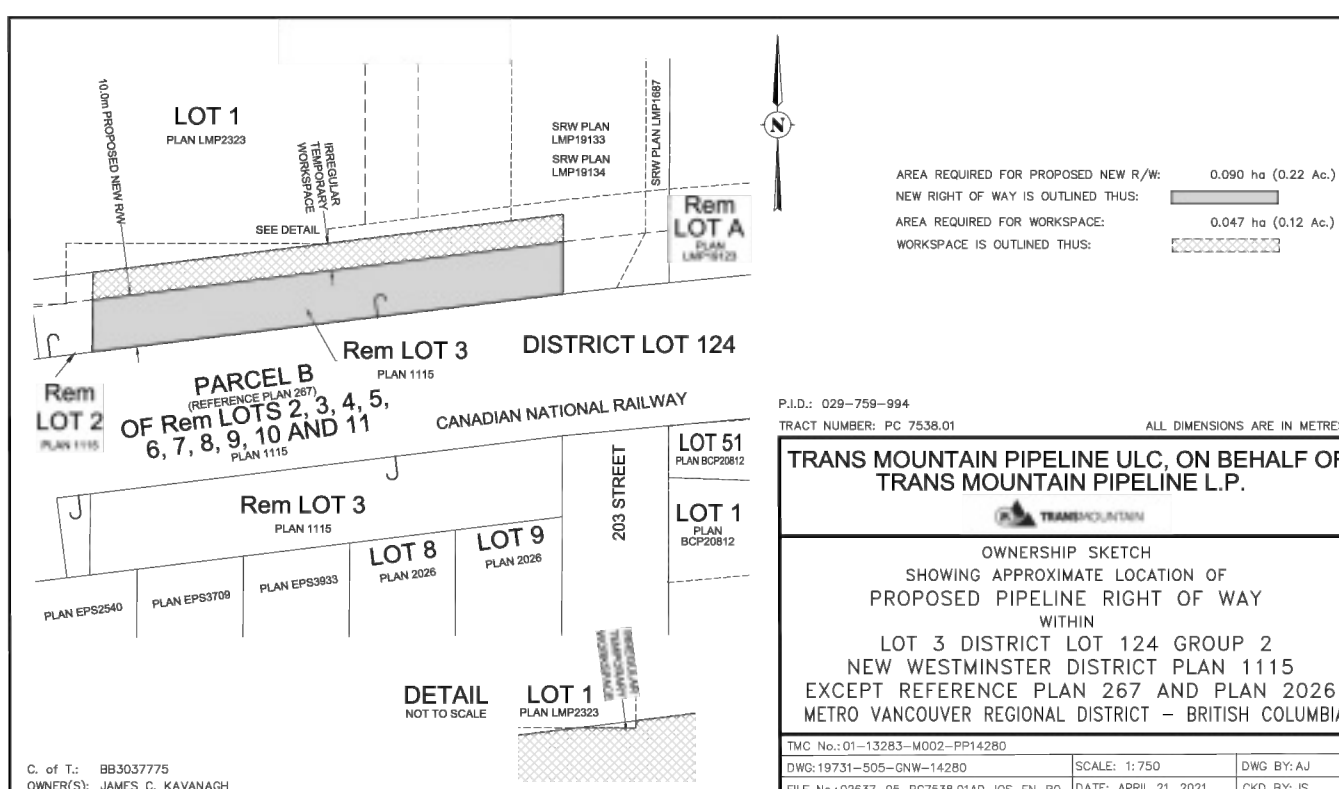 10.0m PROPOSED NEW R/W
LOT 1
PLAN LMP2323
IRREGULAR
TEMPORARY
WORKSPACE
SEE DETAIL
SRW PLAN
LMP19133
SRW PLAN
LMP19134
SRW PLAN LMP1687
Rem
LOT A
PLAN
LMP19123
N
AREA REQUIRED FOR PROPOSED NEW R/W: 0.090 ha (0.22 Ac.)
NEW RIGHT OF WAY IS OUTLINED THUS:
AREA REQUIRED FOR WORKSPACE: 0.047 ha (0.12 Ac.)
WORKSPACE IS OUTLINED THUS:
Rem LOT 3
PLAN 1115
DISTRICT LOT 124
Rem
LOT 2
PLAN 1115
PARCEL B
(REFERENCE PLAN 267)
OF Rem LOTS 2, 3, 4, 5,
6, 7, 8, 9, 10 AND 11
PLAN 1115
CANADIAN NATIONAL RAILWAY
Rem LOT 3
PLAN 1115
203 STREET
LOT 51
PLAN BCP20812
LOT 1
PLAN
BCP20812
PLAN EPS2540
PLAN EPS3709
PLAN EPS3933
LOT 8
PLAN 2026
LOT 9
PLAN 2026
DETAIL
NOT TO SCALE
LOT 1
PLAN LMP2323
IRREGULAR
TEMPORARY
WORKSPACE
C. of T.: BB3037775
OWNER(S): JAMES C. KAVANAGH
P.I.D.: 029-759-994
TRACT NUMBER: PC 7538.01 ALL DIMENSIONS ARE IN METRES
TRANS MOUNTAIN PIPELINE ULC, ON BEHALF OF
TRANS MOUNTAIN PIPELINE L.P.
TRANSMOUNTAIN
OWNERSHIP SKETCH
SHOWING APPROXIMATE LOCATION OF
PROPOSED PIPELINE RIGHT OF WAY
WITHIN
LOT 3 DISTRICT LOT 124 GROUP 2
NEW WESTMINSTER DISTRICT PLAN 1115
EXCEPT REFERENCE PLAN 267 AND PLAN 2026
METRO VANCOUVER REGIONAL DISTRICT – BRITISH COLUMBIA
TMC No.: 01-13283-M002-PP14280
DWG: 19731-505-GNW-14280 SCALE: 1:750 DWG BY: AJ
DATE: APRIL 21, 2021 CKD BY: JS